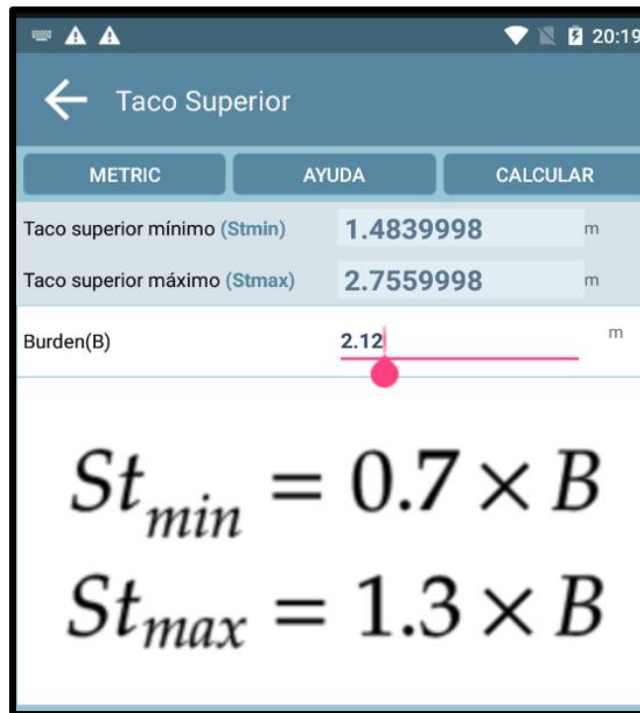 20:19
Taco Superior
METRIC AYUDA CALCULAR
Taco superior mínimo (Stmin) 1.4839998 m
Taco superior máximo (Stmax) 2.7559998 m
Burden(B) 2.12 m
St_min = 0.7 × B
St_max = 1.3 × B